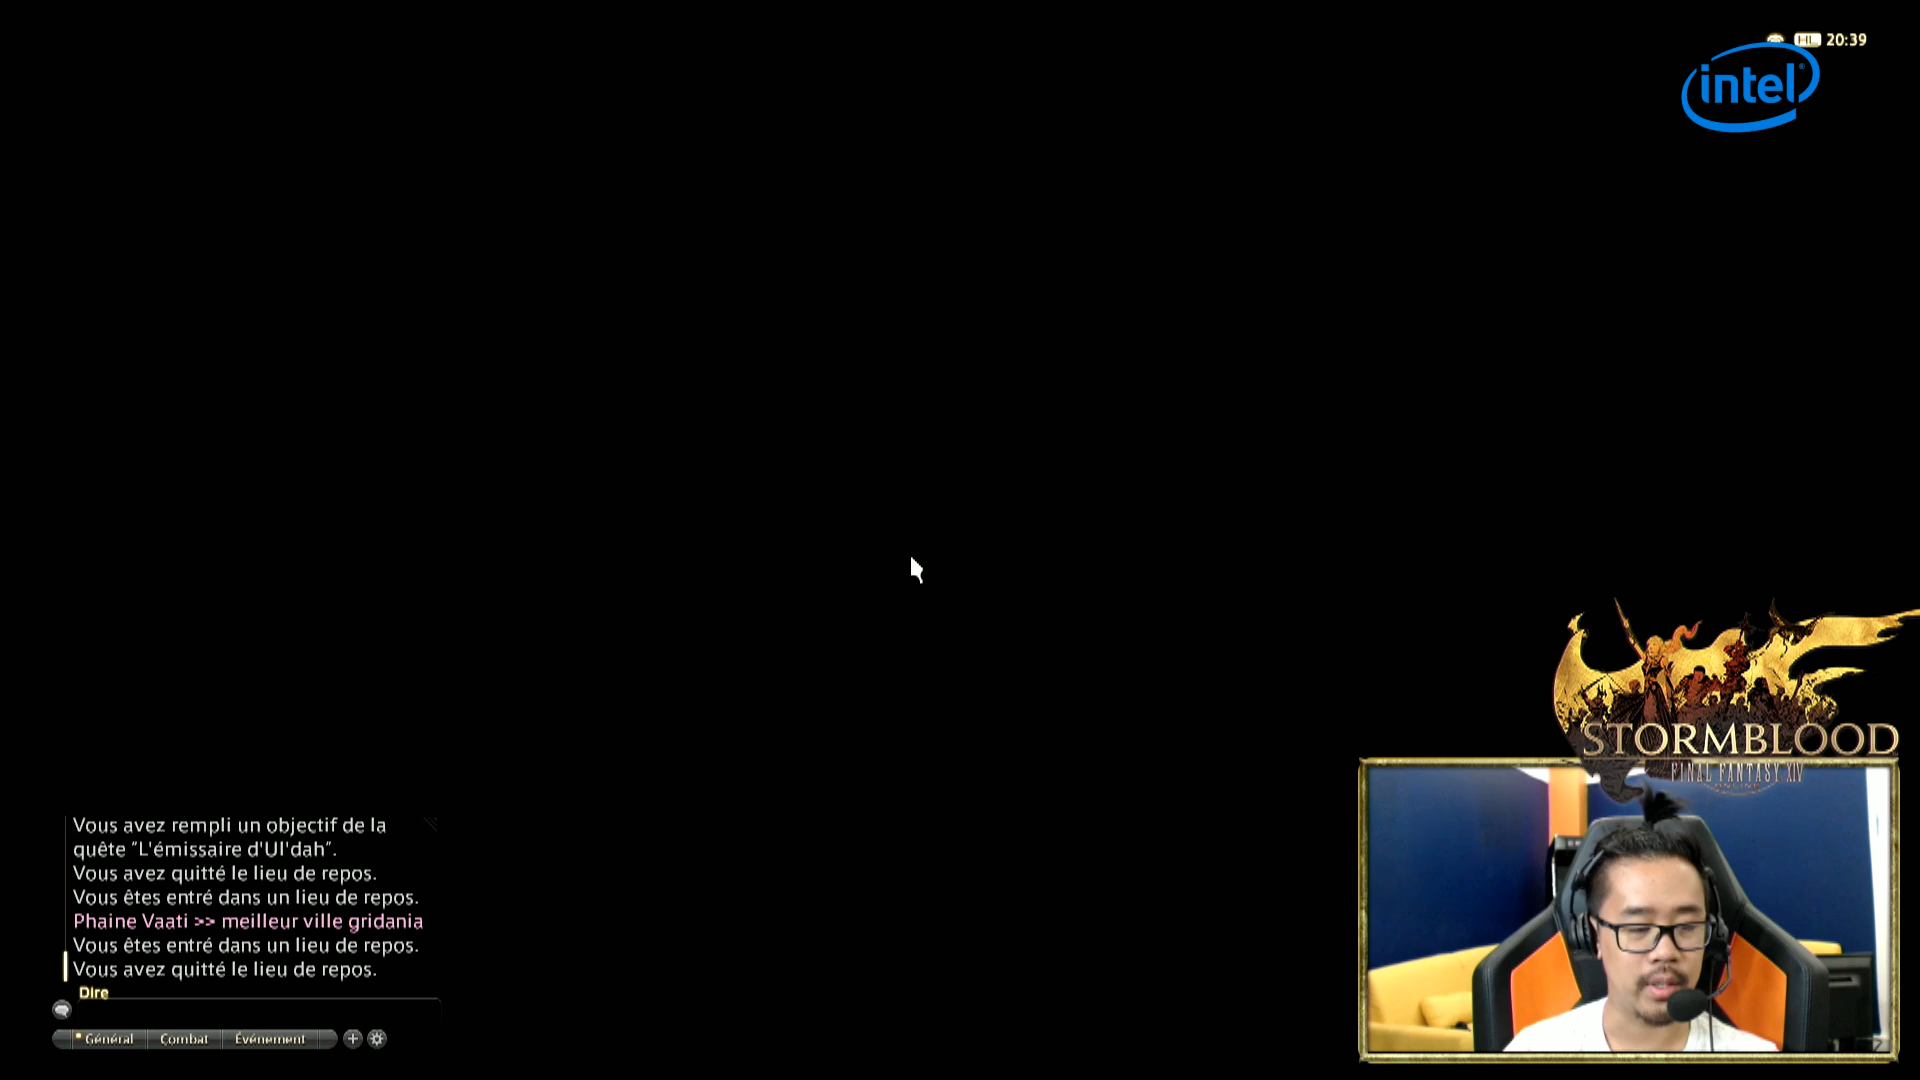 HL 20:39
intel
STORMBLOOD
FINAL FANTASY XIV
ONLINE
Vous avez rempli un objectif de la
quête "L'émissaire d'Ul'dah".
Vous avez quitté le lieu de repos.
Vous êtes entré dans un lieu de repos.
Phaine Vaati >> meilleur ville gridania
Vous êtes entré dans un lieu de repos.
Vous avez quitté le lieu de repos.
Dire
Général Combat Événement